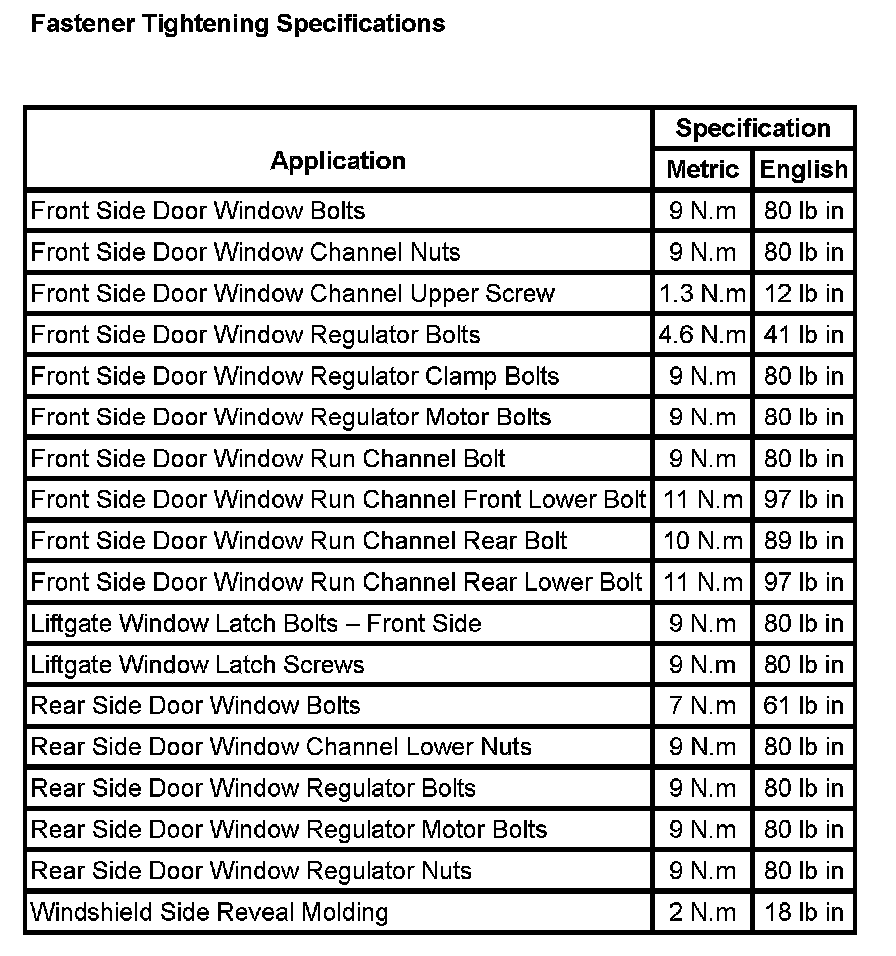 Fastener Tightening Specifications
Application
Specification
Metric English
Front Side Door Window Bolts 9 N.m 80 lb in
Front Side Door Window Channel Nuts 9 N.m 80 lb in
Front Side Door Window Channel Upper Screw 1.3 N.m 12 lb in
Front Side Door Window Regulator Bolts 4.6 N.m 41 lb in
Front Side Door Window Regulator Clamp Bolts 9 N.m 80 lb in
Front Side Door Window Regulator Motor Bolts 9 N.m 80 lb in
Front Side Door Window Run Channel Bolt 9 N.m 80 lb in
Front Side Door Window Run Channel Front Lower Bolt 11 N.m 97 lb in
Front Side Door Window Run Channel Rear Bolt 10 N.m 89 lb in
Front Side Door Window Run Channel Rear Lower Bolt 11 N.m 97 lb in
Liftgate Window Latch Bolts – Front Side 9 N.m 80 lb in
Liftgate Window Latch Screws 9 N.m 80 lb in
Rear Side Door Window Bolts 7 N.m 61 lb in
Rear Side Door Window Channel Lower Nuts 9 N.m 80 lb in
Rear Side Door Window Regulator Bolts 9 N.m 80 lb in
Rear Side Door Window Regulator Motor Bolts 9 N.m 80 lb in
Rear Side Door Window Regulator Nuts 9 N.m 80 lb in
Windshield Side Reveal Molding 2 N.m 18 lb in